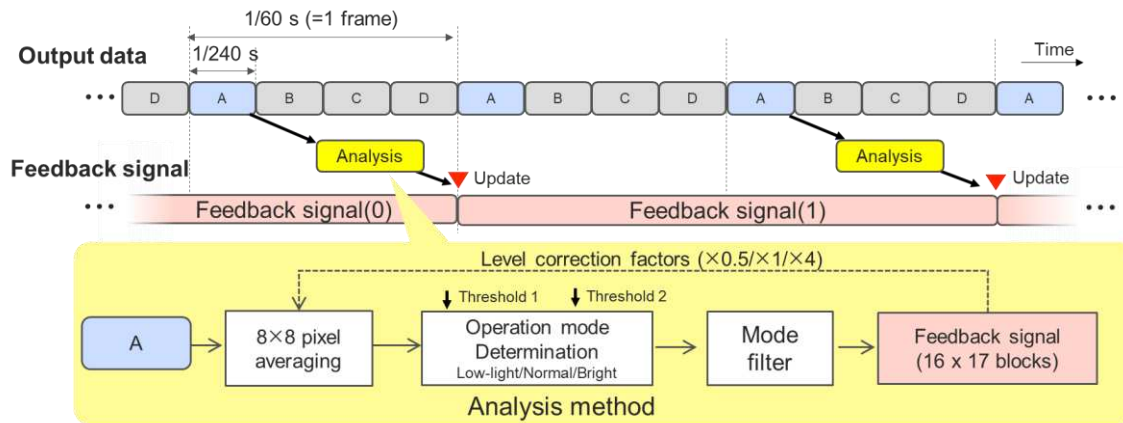 1/60 s (=1 frame)
Output data
1/240 s
Time
••• D A B C D A B C D A B C D A •••
Analysis
Analysis
Feedback signal
Update
Update
••• Feedback signal(0) Feedback signal(1) •••
Level correction factors (×0.5/×1/×4)
Threshold 1
Threshold 2
A
8×8 pixel
averaging
Operation mode
Determination
Low-light/Normal/Bright
Mode
filter
Feedback signal
(16 x 17 blocks)
Analysis method